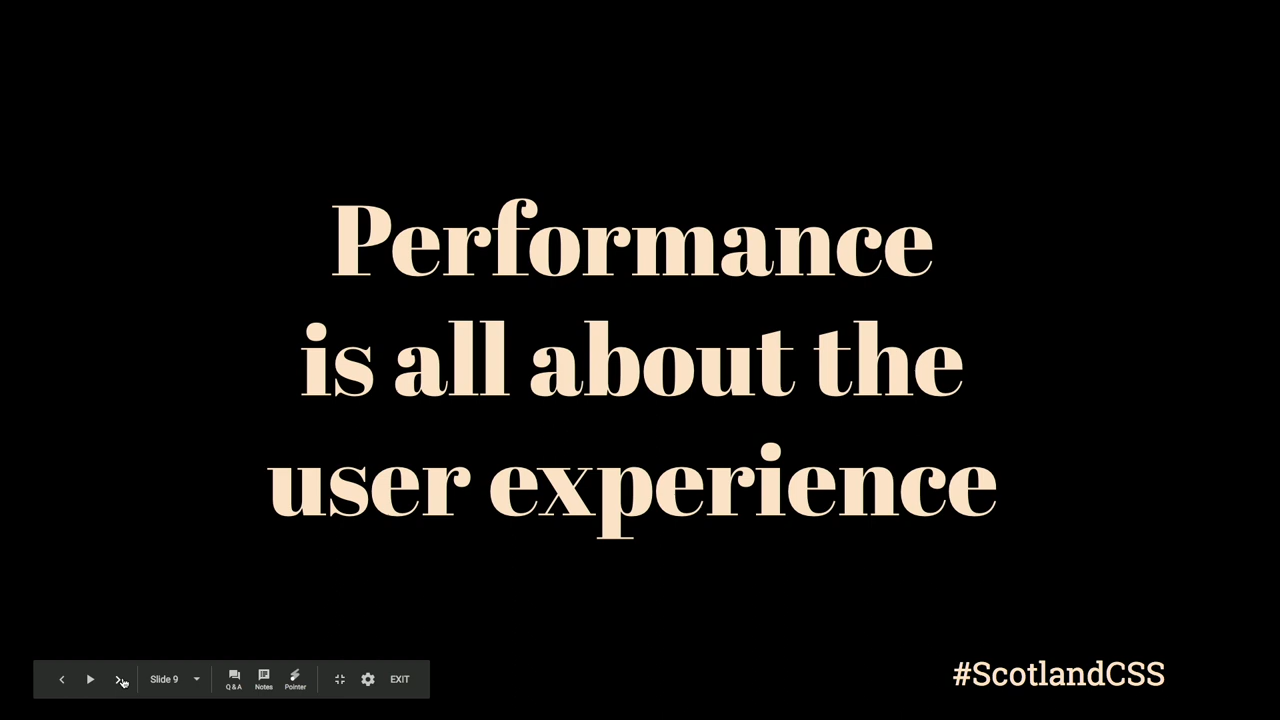 Performance
is all about the
user experience
Slide 9
Q&A
Notes
Pointer
EXIT
#ScotlandCSS